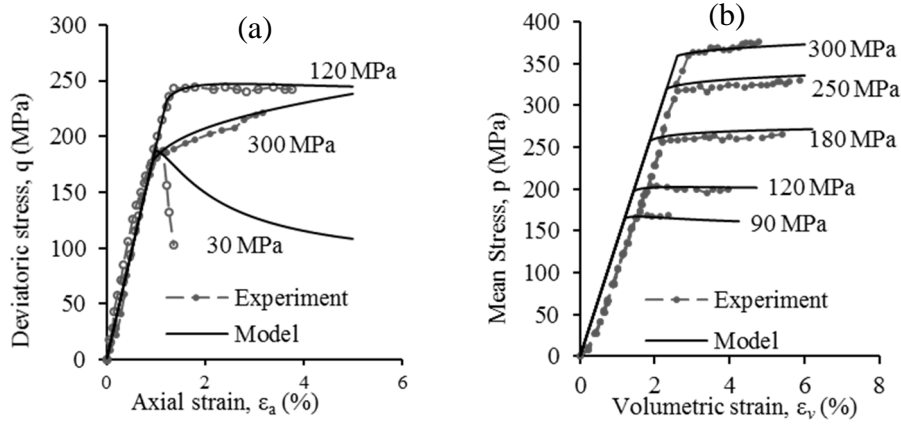 (a)
Deviatoric stress, q (MPa)
300
250
200
150
100
50
0
0
2
4
6
Axial strain, εa (%)
120 MPa
300 MPa
30 MPa
Experiment
Model
(b)
Mean Stress, p (MPa)
400
350
300
250
200
150
100
50
0
0
2
4
6
8
Volumetric strain, εv (%)
300 MPa
250 MPa
180 MPa
120 MPa
90 MPa
Experiment
Model